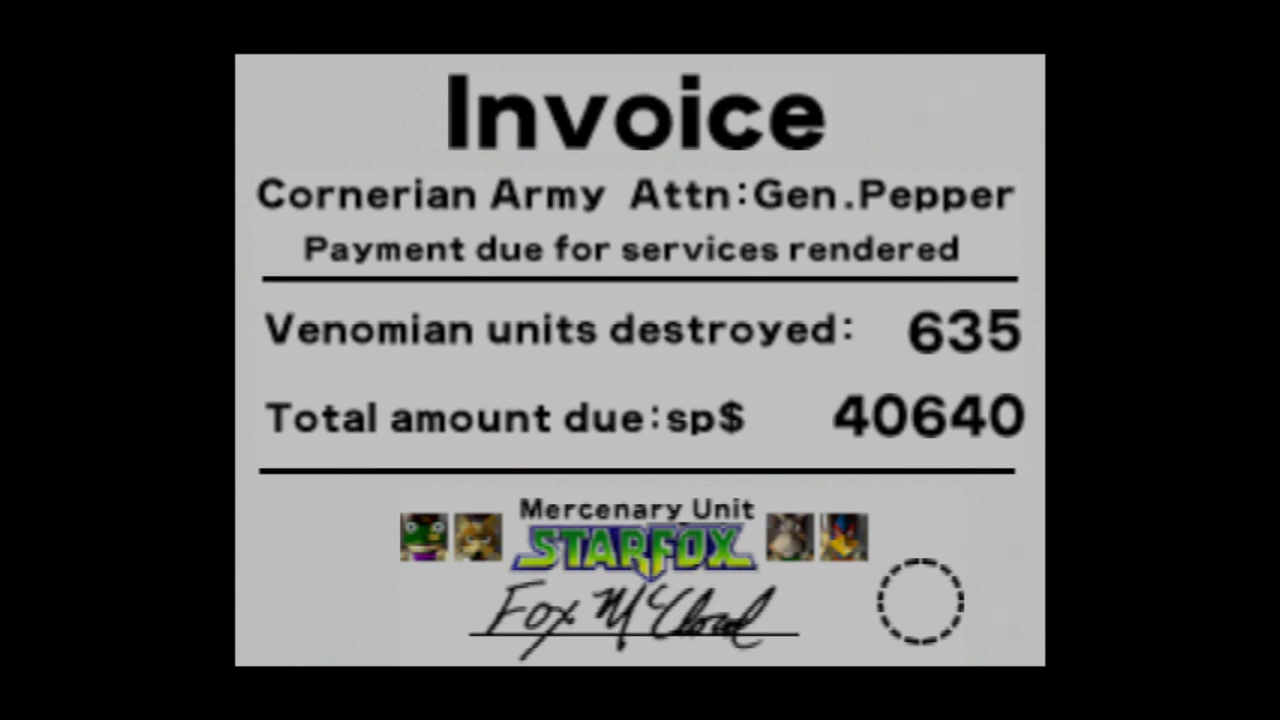 Invoice
Cornerian Army Attn:Gen.Pepper
Payment due for services rendered
Venomian units destroyed: 635
Total amount due:sp$ 40640
Mercenary Unit
STARFOX
Fox McCloud